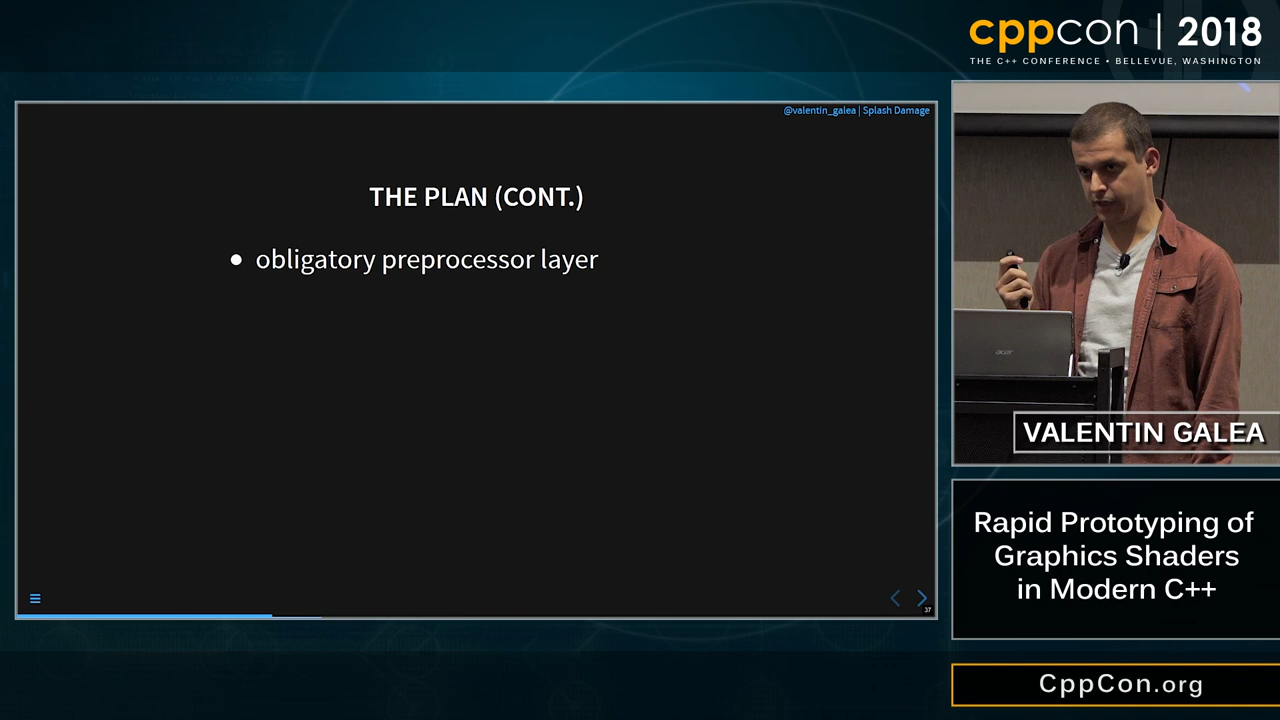 cppcon | 2018
THE C++ CONFERENCE • BELLEVUE, WASHINGTON
@valentin_galea | Splash Damage
THE PLAN (CONT.)
• obligatory preprocessor layer
37
acer
VALENTIN GALEA
Rapid Prototyping of
Graphics Shaders
in Modern C++
CppCon.org